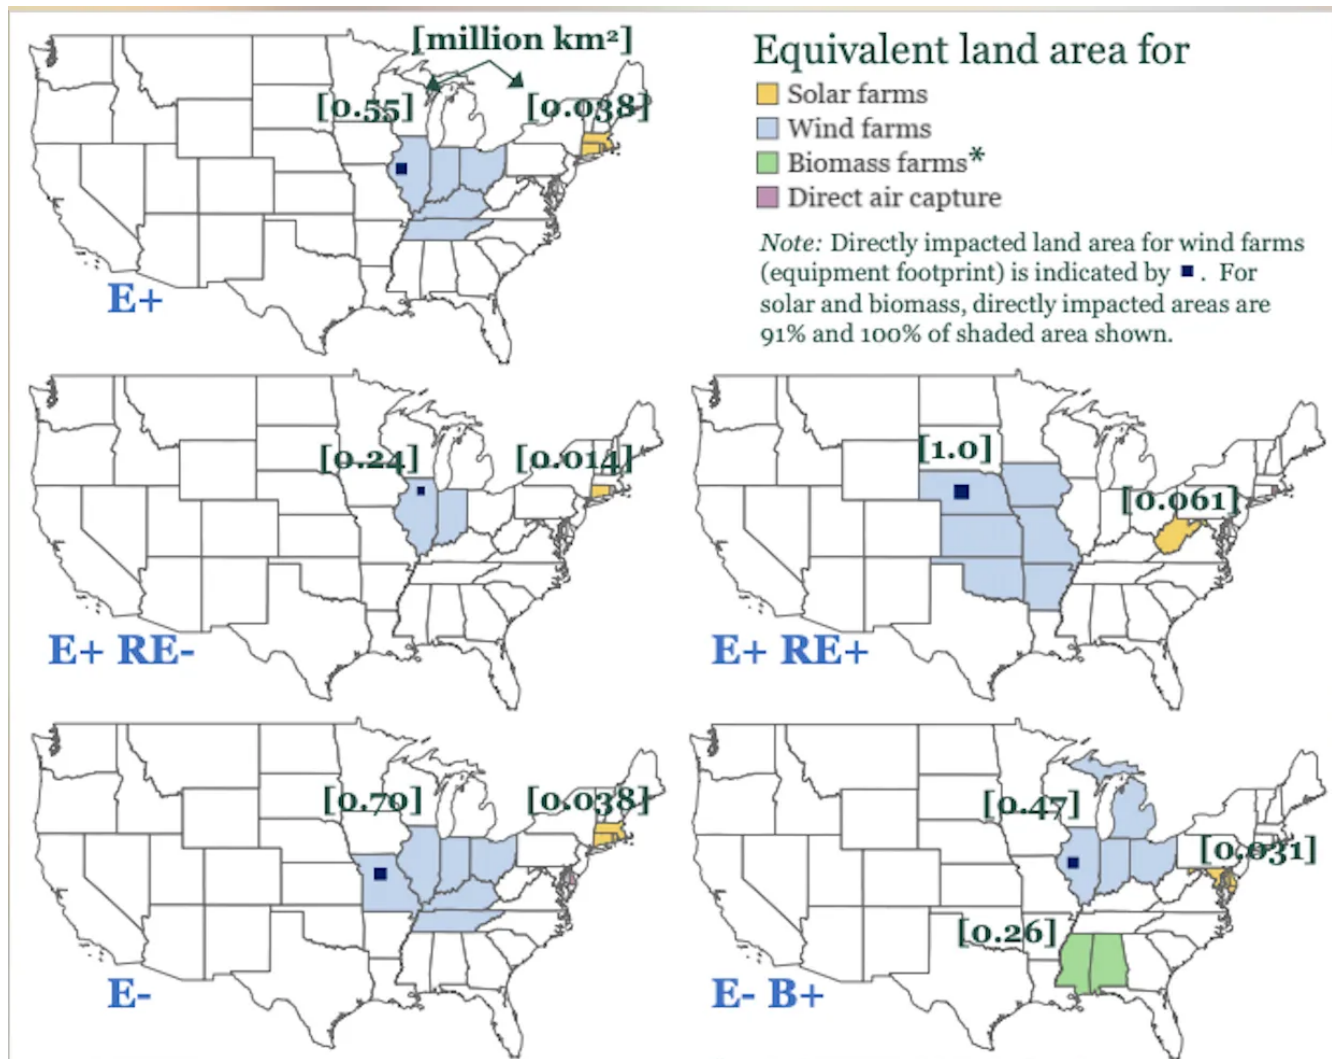 [million km²]
[0.55]
[0.038]
E+
Equivalent land area for
Solar farms
Wind farms
Biomass farms*
Direct air capture
Note: Directly impacted land area for wind farms
(equipment footprint) is indicated by ■. For
solar and biomass, directly impacted areas are
91% and 100% of shaded area shown.
[0.24]
[0.014]
E+ RE-
[1.0]
[0.061]
E+ RE+
[0.70]
[0.038]
E-
[0.47]
[0.031]
[0.26]
E- B+